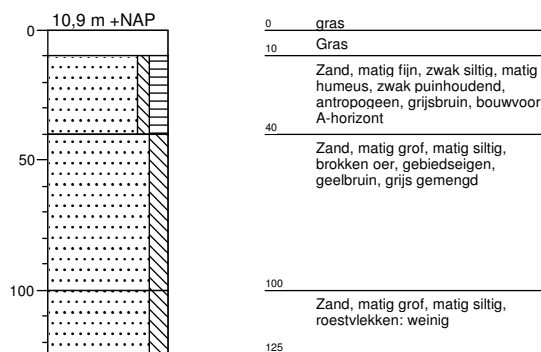 10,9 m +NAP
0
50
100
0 gras
10 Gras
Zand, matig fijn, zwak siltig, matig
humeus, zwak puinhoudend,
antropogeen, grijsbruin, bouwvoor
A-horizont
40
Zand, matig grof, matig siltig,
brokken oer, gebiedseigen,
geelbruin, grijs gemengd
100
Zand, matig grof, matig siltig,
roestvlekken: weinig
125